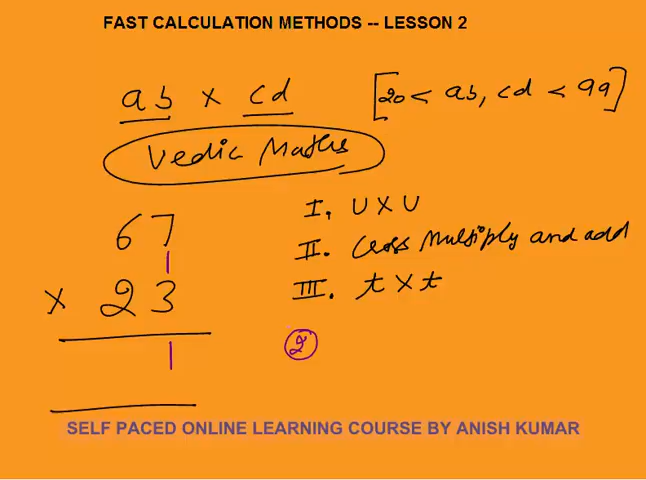 FAST CALCULATION METHODS -- LESSON 2
ab × cd [20 < ab, cd < 99]
Vedic Maths
I. U X U
II. Cross Multiply and add
III. t X t
67
× 23
1
2
SELF PACED ONLINE LEARNING COURSE BY ANISH KUMAR